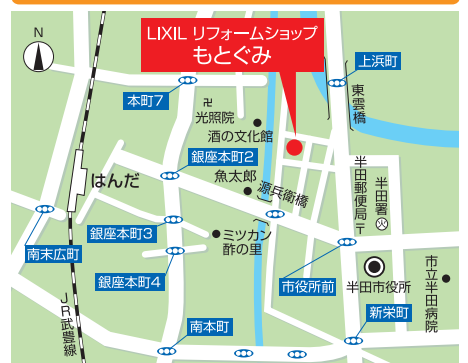 LIXIL リフォームショップ
もとぐみ
N
上浜町
本町7
卍
光照院
酒の文化館
東雲橋
銀座本町2
はんだ
魚太郎
源兵衛橋
半田郵便局〒
半田署
火
銀座本町3
ミツカン
酢の里
南末広町
銀座本町4
市役所前
半田市役所
市立半田病院
JR武豊線
南本町
新栄町